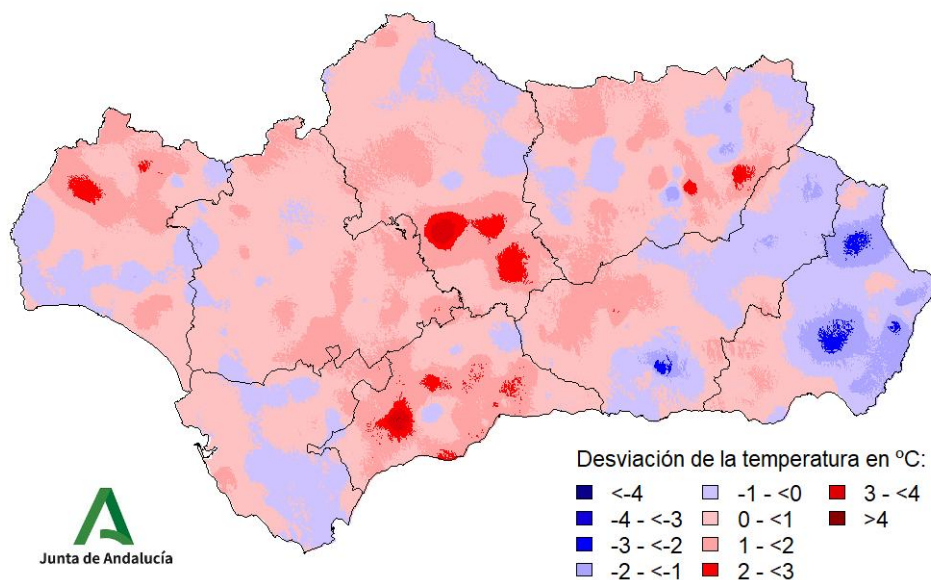 Desviación de la temperatura en ºC:
<-4
-4 - <-3
-3 - <-2
-2 - <-1
-1 - <0
0 - <1
1 - <2
2 - <3
3 - <4
>4
Junta de Andalucía